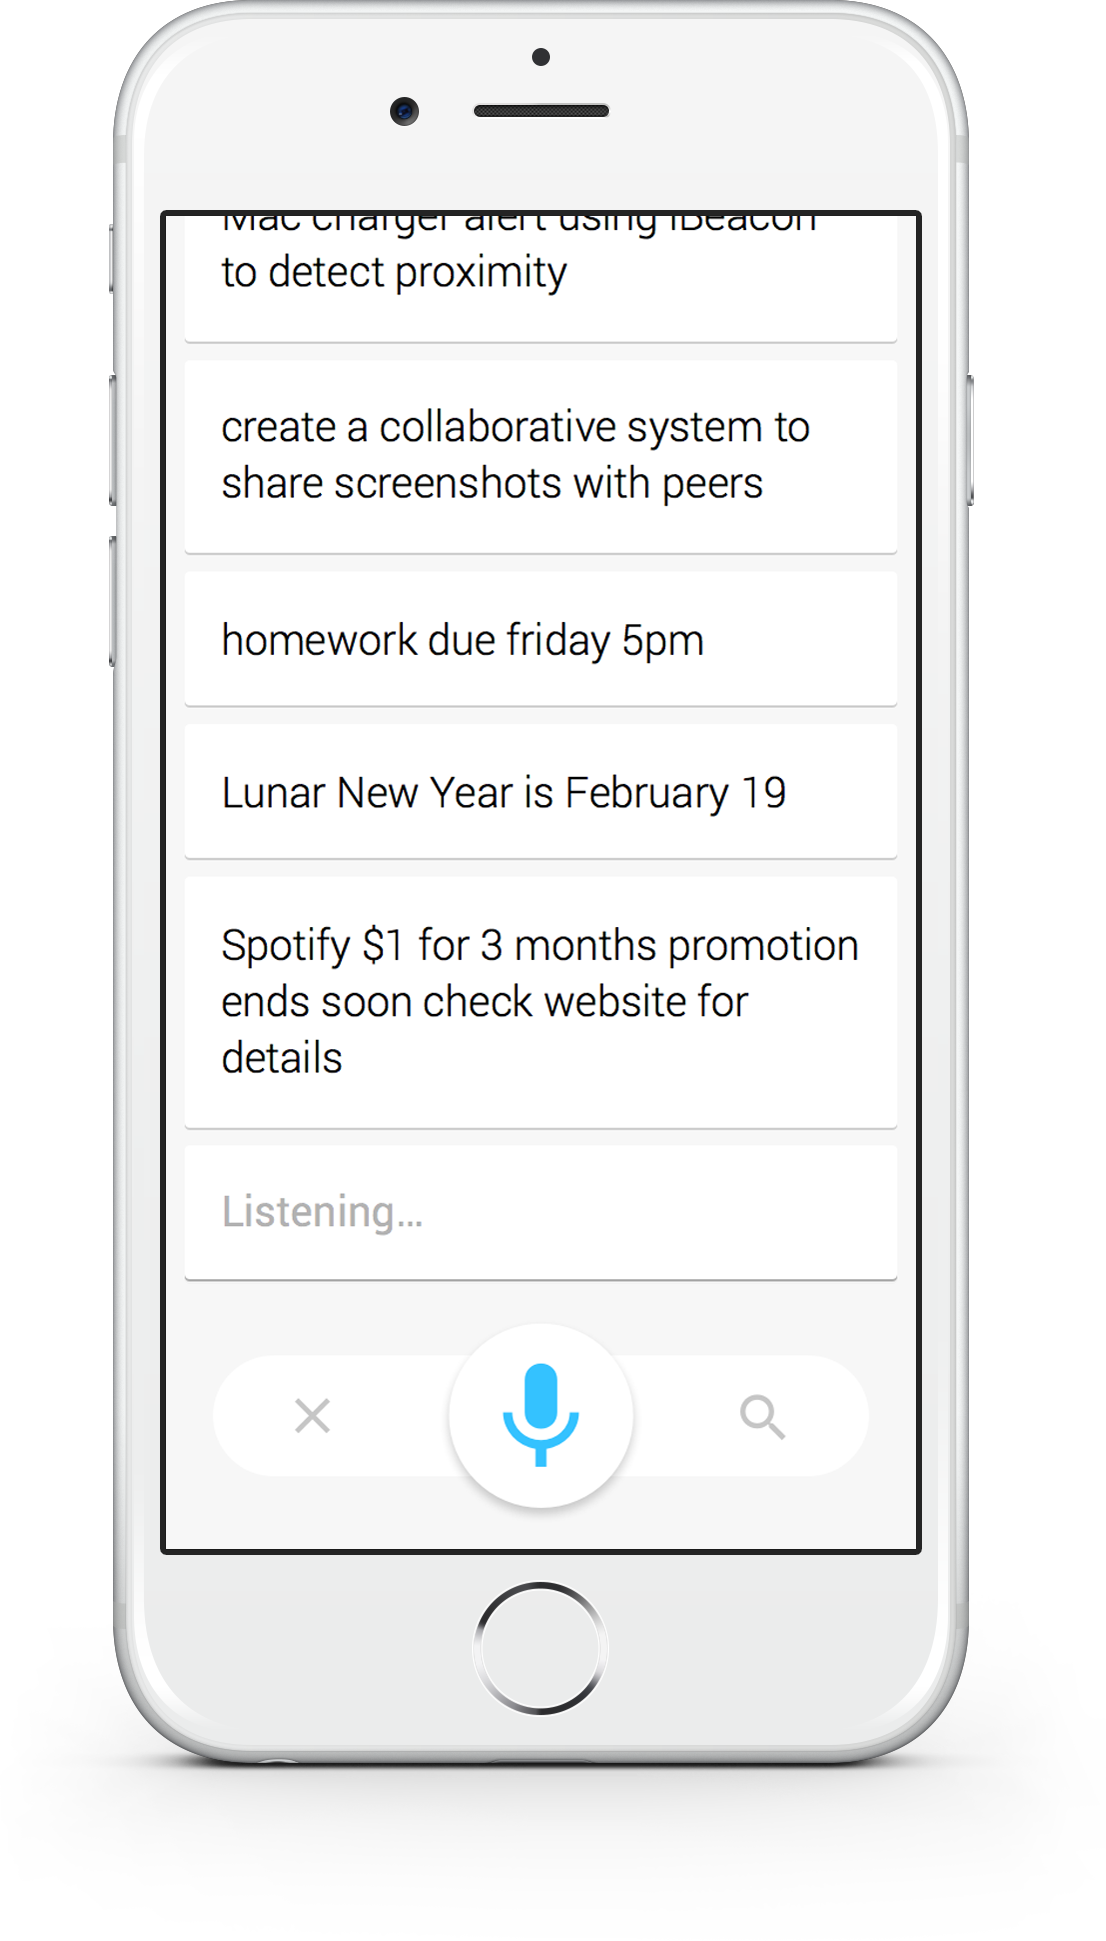 Mac charger alert using iBeacon
to detect proximity
create a collaborative system to
share screenshots with peers
homework due friday 5pm
Lunar New Year is February 19
Spotify $1 for 3 months promotion
ends soon check website for
details
Listening...